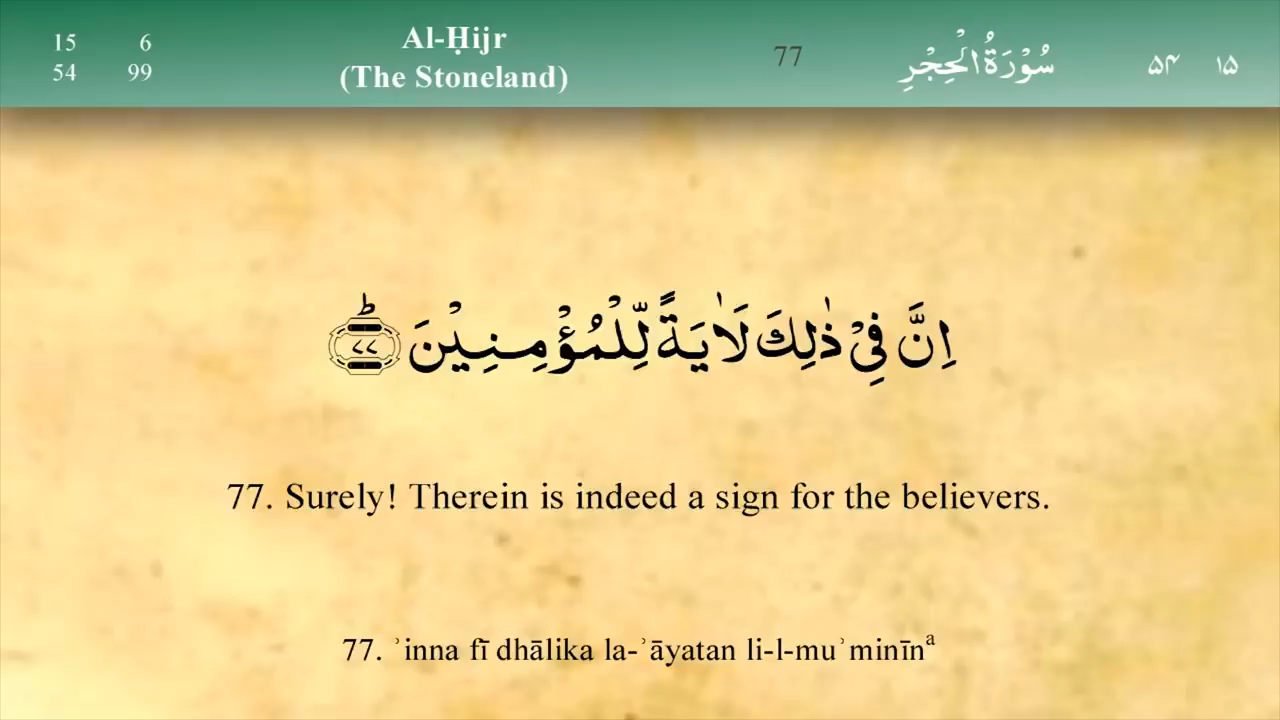 15 6
54 99
Al-Ḥijr
(The Stoneland)
77
سُوْرَةُ الْحِجْرِ
۵۴ ۱۵
اِنَّ فِیْ ذٰلِكَ لَاٰیَةً لِّلْمُؤْمِنِیْنَ ؕ﴿۷۷﴾
77. Surely! Therein is indeed a sign for the believers.
77. ʾinna fī dhālika la-ʾāyatan li-l-muʾminīnᵃ